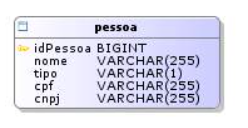 pessoa
idPessoa BIGINT
nome VARCHAR(255)
tipo VARCHAR(1)
cpf VARCHAR(255)
cnpj VARCHAR(255)